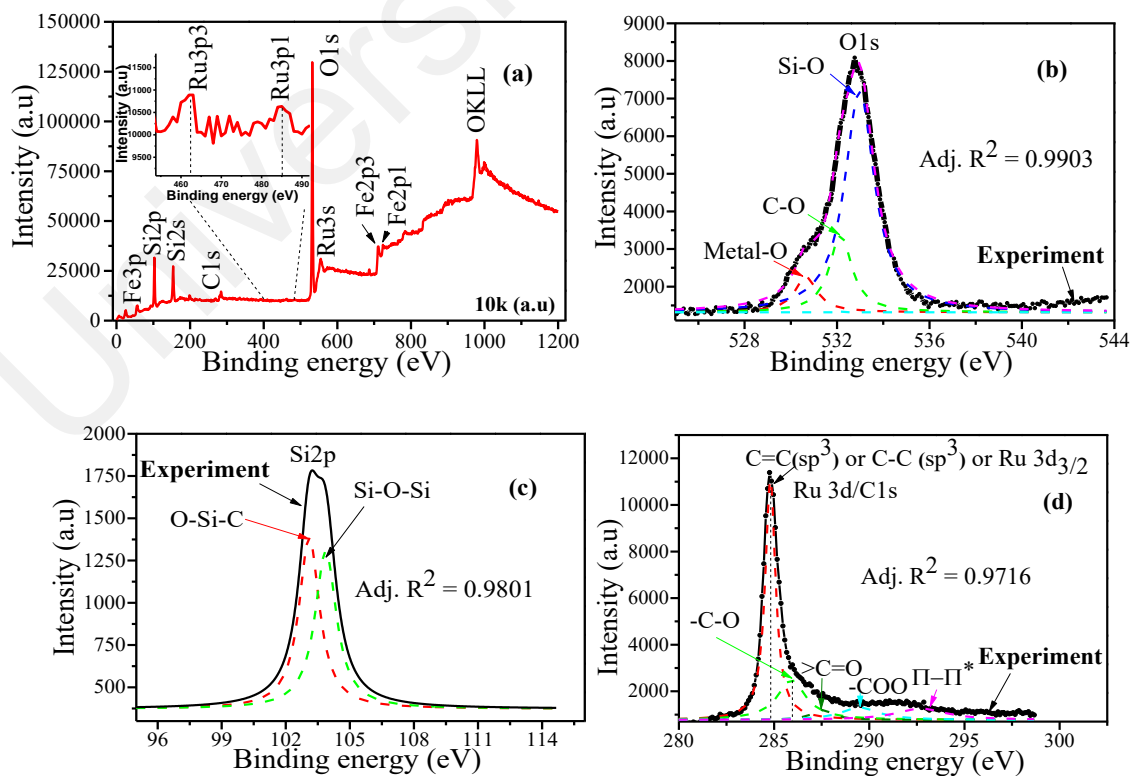 Universi
150000
125000
100000
75000
50000
25000
0
Intensity (a.u)
0 200 400 600 800 1000 1200
Binding energy (eV)
(a)
10k (a.u)
Fe3p
Si2p
Si2s
C1s
O1s
Ru3s
Fe2p3
Fe2p1
OKLL
Ru3p3
Ru3p1
11500
11000
10500
10000
9500
Intensity (a.u)
460 470 480 490
Binding energy (eV)
9000
8000
7000
6000
5000
4000
3000
2000
Intensity (a.u)
528 532 536 540 544
Binding energy (eV)
O1s
(b)
Si-O
Adj. R² = 0.9903
C-O
Metal-O
Experiment
2000
1750
1500
1250
1000
750
500
Intensity (a.u)
96 99 102 105 108 111 114
Binding energy (eV)
Si2p
Experiment
(c)
Si-O-Si
O-Si-C
Adj. R² = 0.9801
12000
10000
8000
6000
4000
2000
Intensity (a.u)
280 285 290 295 300
Binding energy (eV)
C=C(sp³) or C-C (sp³) or Ru 3d₃/₂
Ru 3d/C1s
(d)
Adj. R² = 0.9716
-C-O
>C=O
-COO
Π–Π*
Experiment